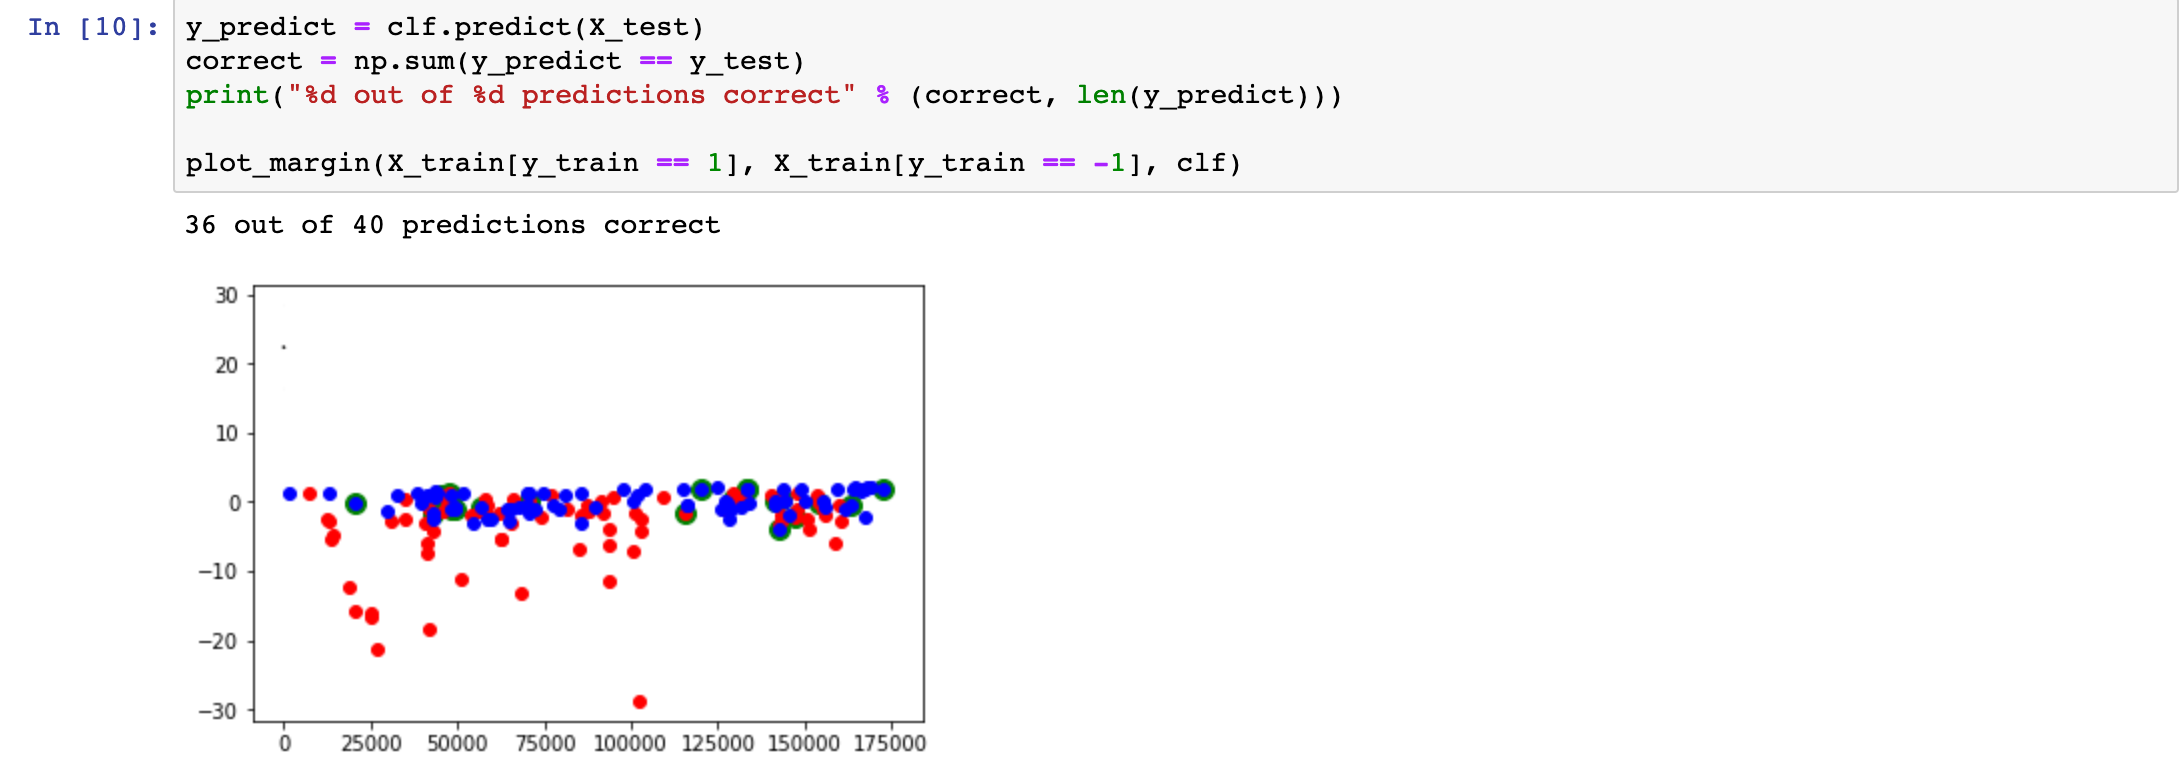 In [10]: y_predict = clf.predict(X_test)
correct = np.sum(y_predict == y_test)
print("%d out of %d predictions correct" % (correct, len(y_predict)))
plot_margin(X_train[y_train == 1], X_train[y_train == -1], clf)
36 out of 40 predictions correct
30
20
10
0
−10
−20
−30
0 25000 50000 75000 100000 125000 150000 175000